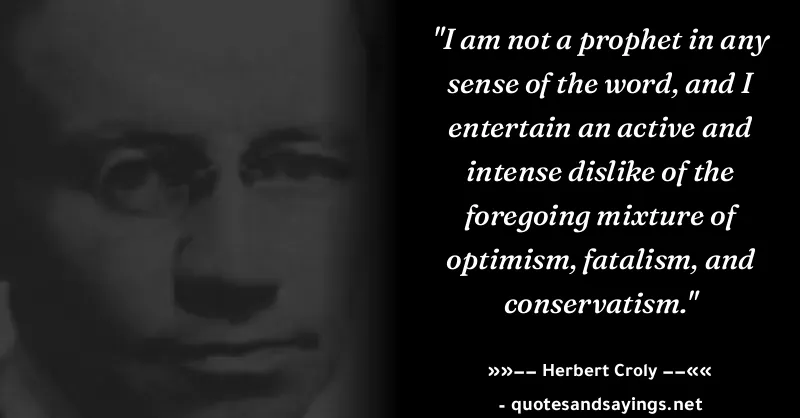 "I am not a prophet in any
sense of the word, and I
entertain an active and
intense dislike of the
foregoing mixture of
optimism, fatalism, and
conservatism."
»»–– Herbert Croly ––««
- quotesandsayings.net